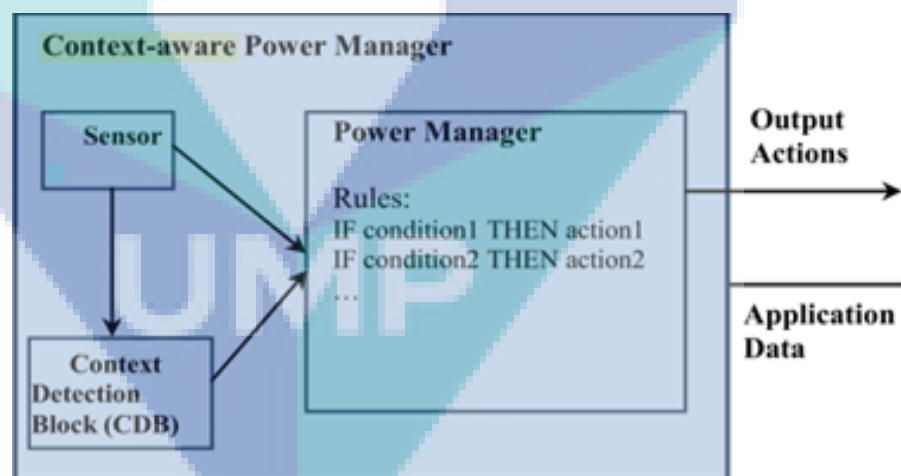 Context-aware Power Manager
Sensor
Power Manager
Rules:
IF condition1 THEN action1
IF condition2 THEN action2
...
Context
Detection
Block (CDB)
Output
Actions
Application
Data
UMP